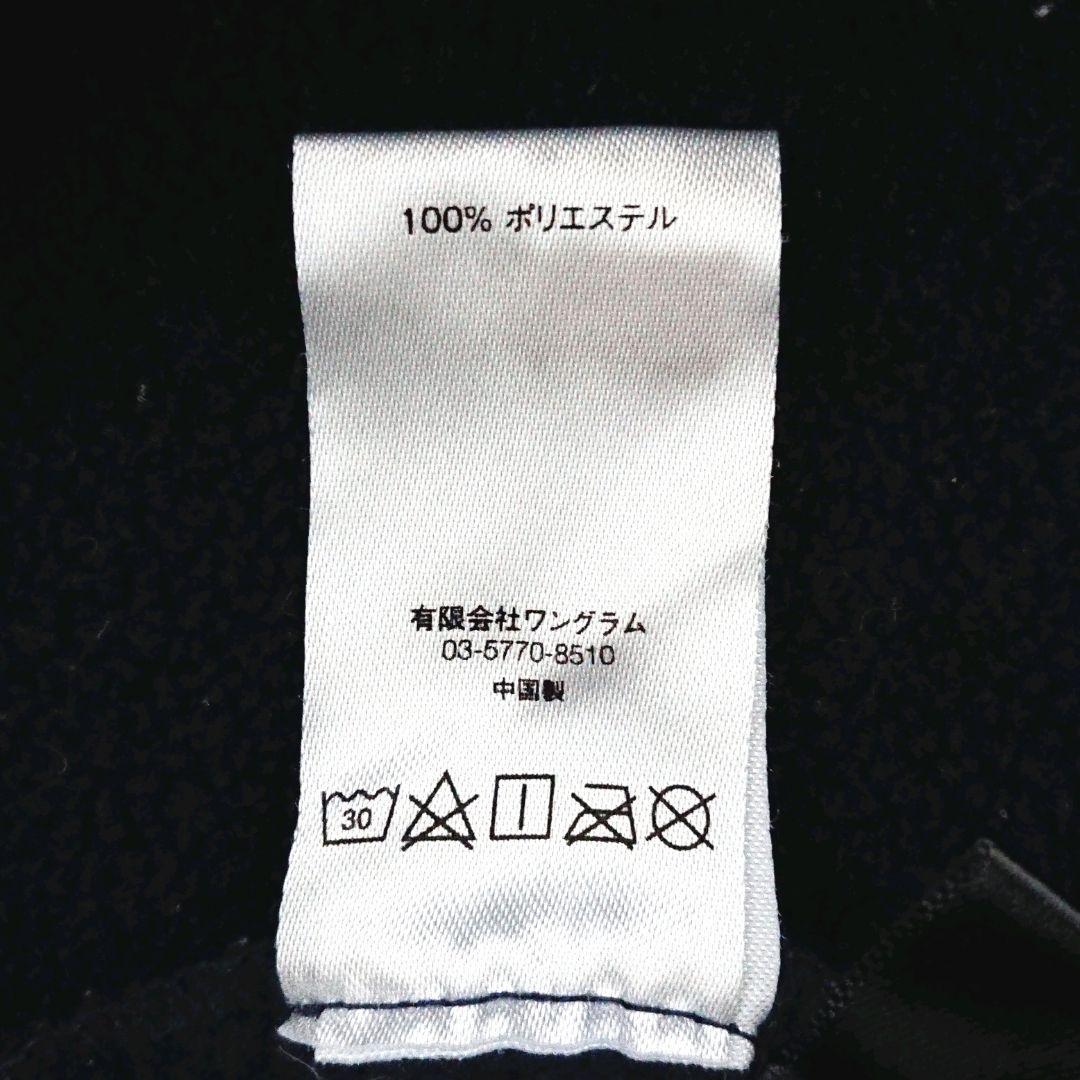 100% ポリエステル
有限会社ワングラム
03-5770-8510
中国製
30